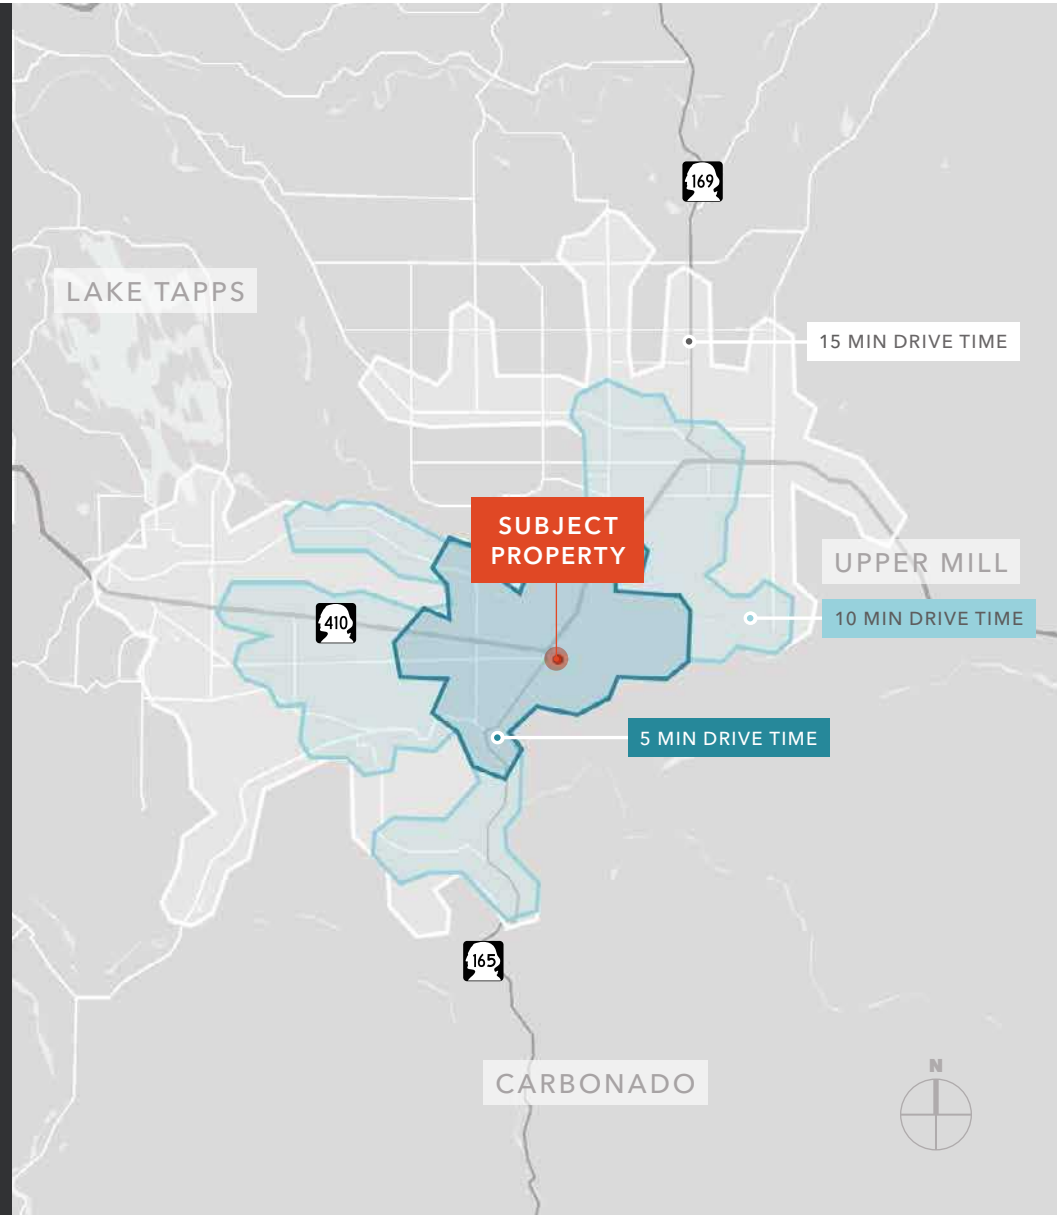 169
LAKE TAPPS
15 MIN DRIVE TIME
SUBJECT
PROPERTY
UPPER MILL
410
10 MIN DRIVE TIME
5 MIN DRIVE TIME
165
N
CARBONADO